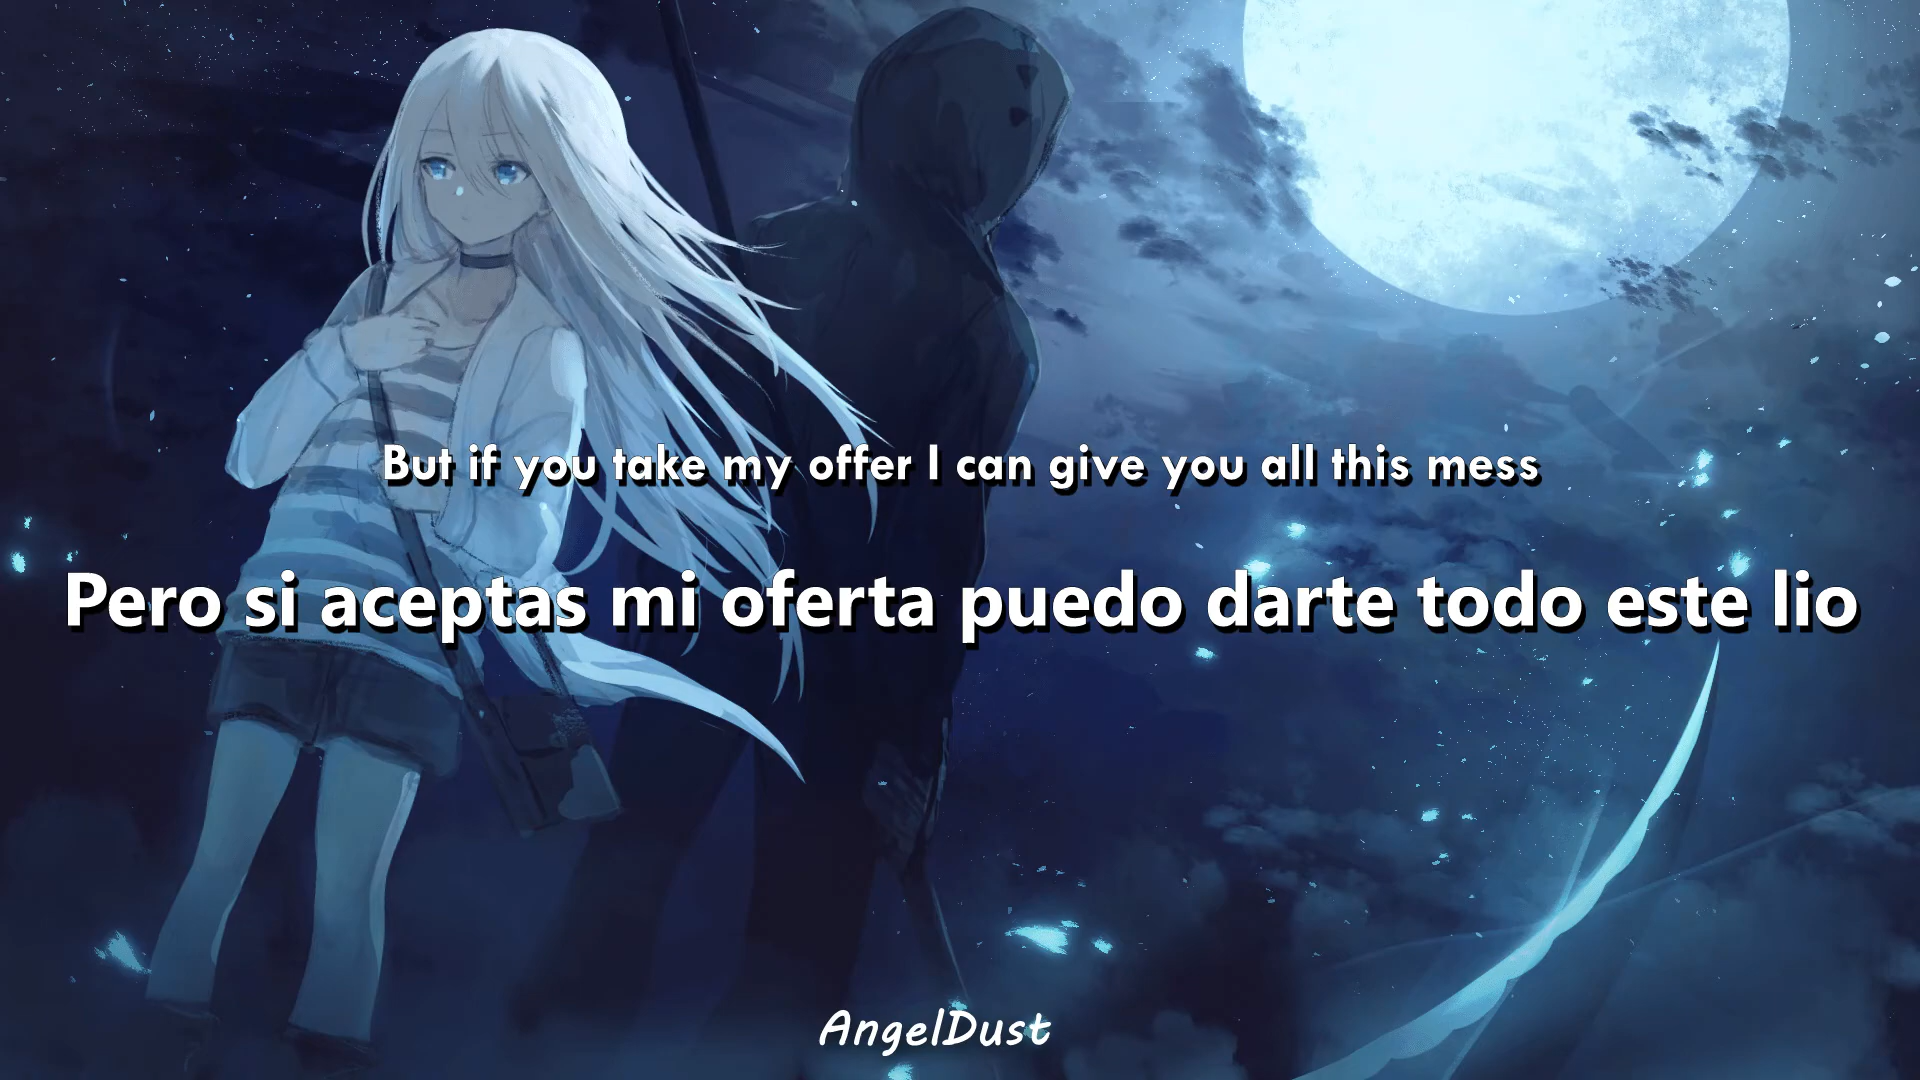 But if you take my offer I can give you all this mess
Pero si aceptas mi oferta puedo darte todo este lio
AngelDust